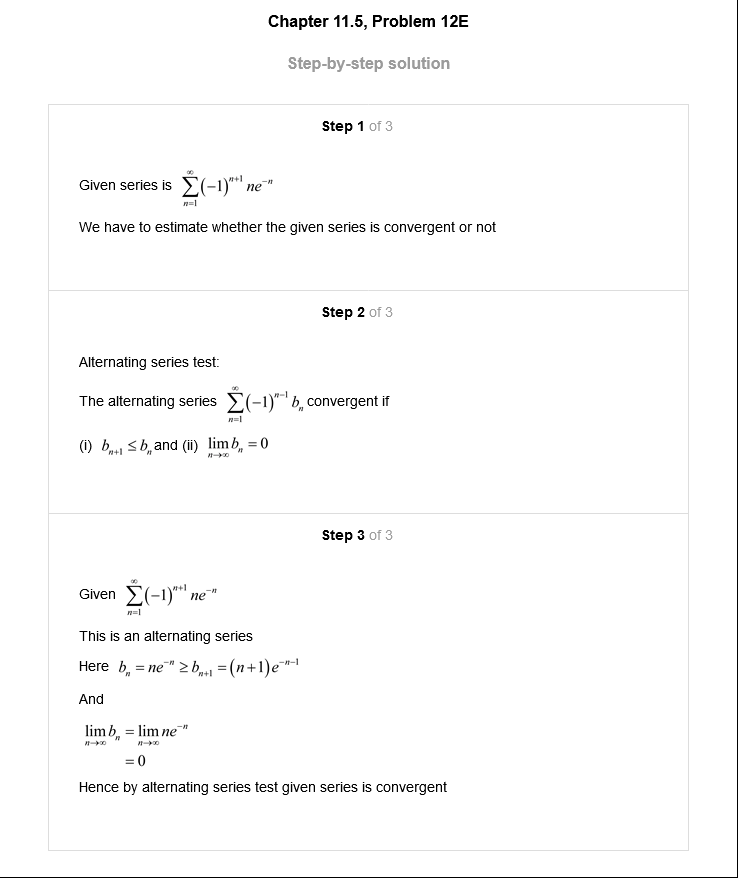 Chapter 11.5, Problem 12E
Step-by-step solution
Step 1 of 3
Given series is $\sum_{n=1}^{\infty}(-1)^{n+1} ne^{-n}$
We have to estimate whether the given series is convergent or not
Step 2 of 3
Alternating series test:
The alternating series $\sum_{n=1}^{\infty}(-1)^{n-1} b_n$ convergent if
(i) $b_{n+1} \leq b_n$ and (ii) $\lim_{n \to \infty} b_n = 0$
Step 3 of 3
Given $\sum_{n=1}^{\infty}(-1)^{n+1} ne^{-n}$
This is an alternating series
Here $b_n = ne^{-n} \geq b_{n+1} = (n+1)e^{-n-1}$
And
$\lim_{n \to \infty} b_n = \lim_{n \to \infty} ne^{-n}$
$= 0$
Hence by alternating series test given series is convergent